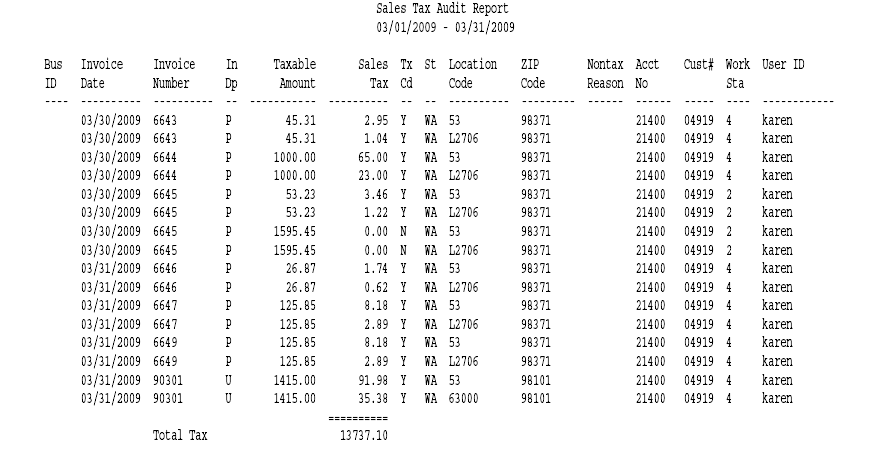 Sales Tax Audit Report
03/01/2009 - 03/31/2009
Bus Invoice Invoice In Taxable Sales Tx St Location ZIP Nontax Acct Cust# Work User ID
ID Date Number Dp Amount Tax Cd Code Code Reason No Sta
---- ---------- ---------- -- ----------- ---------- -- -- ---------- --------- ------ ----- ----- ---- ------------
03/30/2009 6643 P 45.31 2.95 Y WA 53 98371 21400 04919 4 karen
03/30/2009 6643 P 45.31 1.04 Y WA L2706 98371 21400 04919 4 karen
03/30/2009 6644 P 1000.00 65.00 Y WA 53 98371 21400 04919 4 karen
03/30/2009 6644 P 1000.00 23.00 Y WA L2706 98371 21400 04919 4 karen
03/30/2009 6645 P 53.23 3.46 Y WA 53 98371 21400 04919 2 karen
03/30/2009 6645 P 53.23 1.22 Y WA L2706 98371 21400 04919 2 karen
03/30/2009 6645 P 1595.45 0.00 N WA 53 98371 21400 04919 2 karen
03/30/2009 6645 P 1595.45 0.00 N WA L2706 98371 21400 04919 2 karen
03/31/2009 6646 P 26.87 1.74 Y WA 53 98371 21400 04919 4 karen
03/31/2009 6646 P 26.87 0.62 Y WA L2706 98371 21400 04919 4 karen
03/31/2009 6647 P 125.85 8.18 Y WA 53 98371 21400 04919 4 karen
03/31/2009 6647 P 125.85 2.89 Y WA L2706 98371 21400 04919 4 karen
03/31/2009 6649 P 125.85 8.18 Y WA 53 98371 21400 04919 4 karen
03/31/2009 6649 P 125.85 2.89 Y WA L2706 98371 21400 04919 4 karen
03/31/2009 90301 U 1415.00 91.98 Y WA 53 98101 21400 04919 4 karen
03/31/2009 90301 U 1415.00 35.38 Y WA 63000 98101 21400 04919 4 karen
==========
Total Tax 13737.10